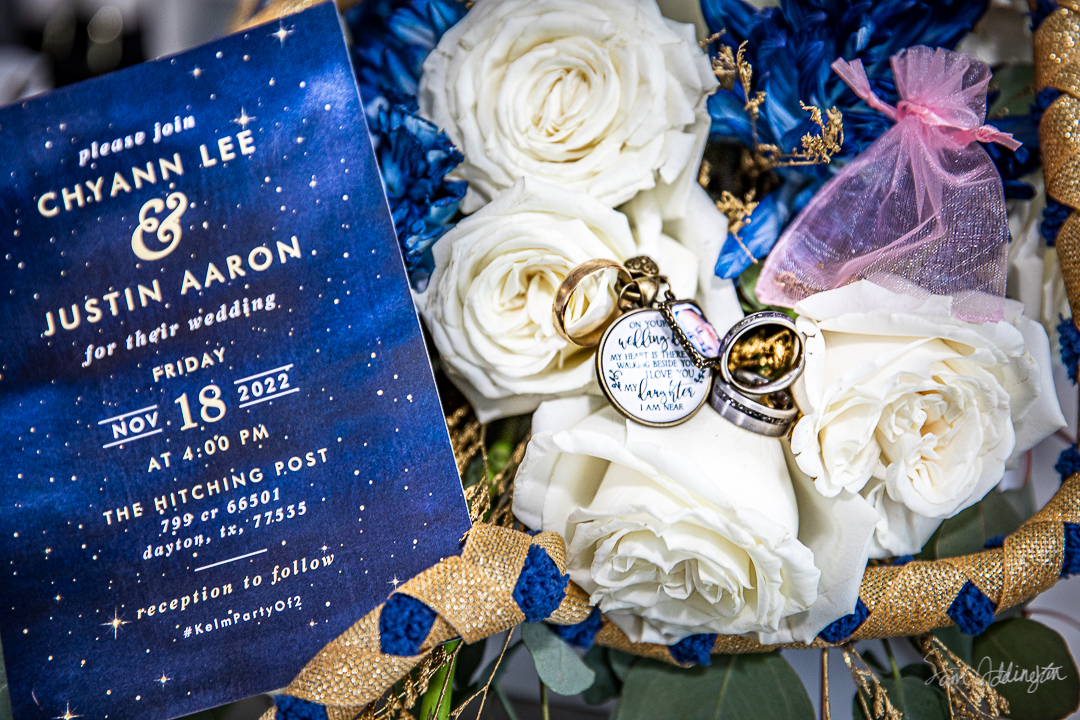 please join
CHYANN LEE
&
JUSTIN AARON
for their wedding
FRIDAY
NOV 18 2022
AT 4:00 PM
THE HITCHING POST
799 cr 66501
dayton, tx, 77535
reception to follow
#KelmPartyOf2
ON YOUR
wedding
MY HEART IS THERE
WALKING BESIDE YOU
I LOVE YOU
MY daughter
I AM NEAR
Sam Addington